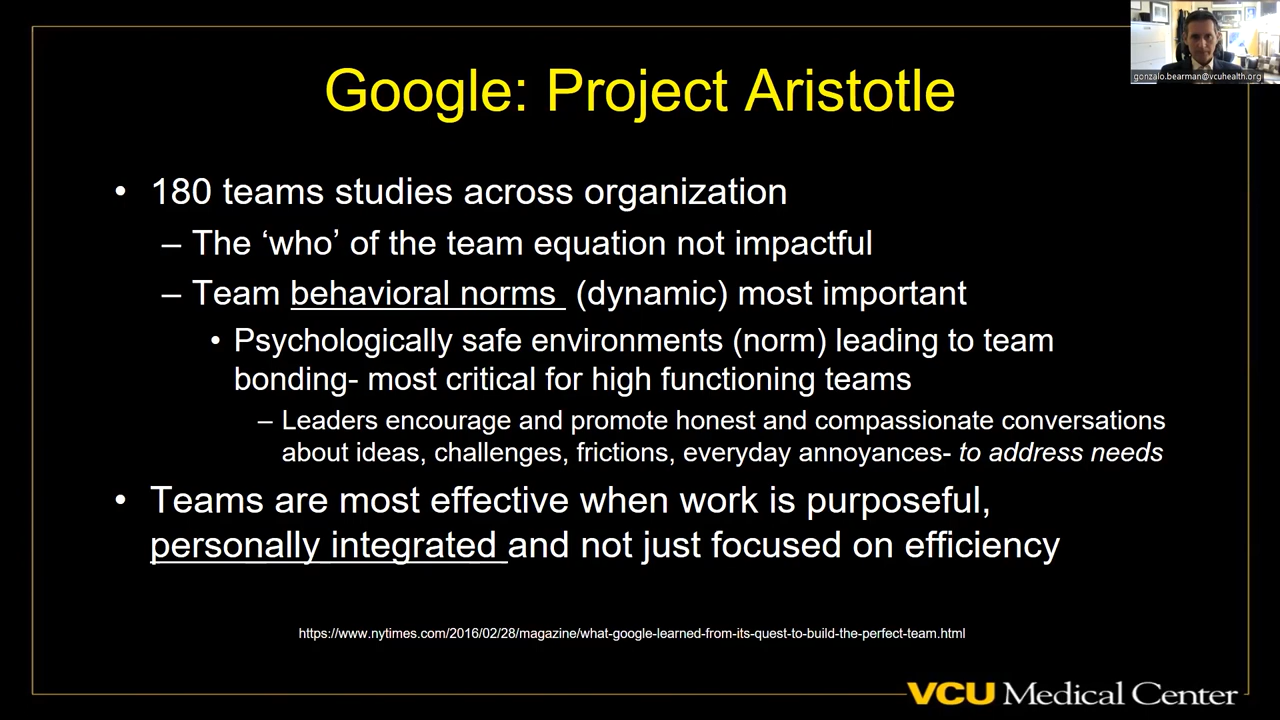 gonzalo.bearman@vcuhealth.org
Google: Project Aristotle
• 180 teams studies across organization
– The ‘who’ of the team equation not impactful
– Team behavioral norms (dynamic) most important
• Psychologically safe environments (norm) leading to team
bonding- most critical for high functioning teams
– Leaders encourage and promote honest and compassionate conversations
about ideas, challenges, frictions, everyday annoyances- to address needs
• Teams are most effective when work is purposeful,
personally integrated and not just focused on efficiency
https://www.nytimes.com/2016/02/28/magazine/what-google-learned-from-its-quest-to-build-the-perfect-team.html
VCU Medical Center